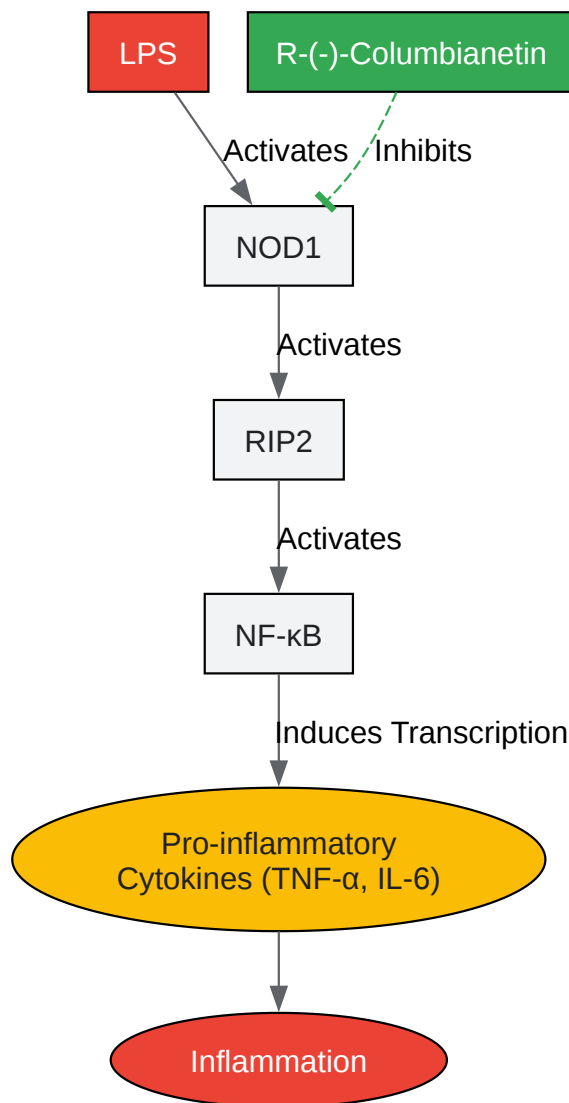 LPS
R-(-)-Columbianetin
Activates
Inhibits
NOD1
Activates
RIP2
Activates
NF-κB
Induces Transcription
Pro-inflammatory
Cytokines (TNF-α, IL-6)
Inflammation